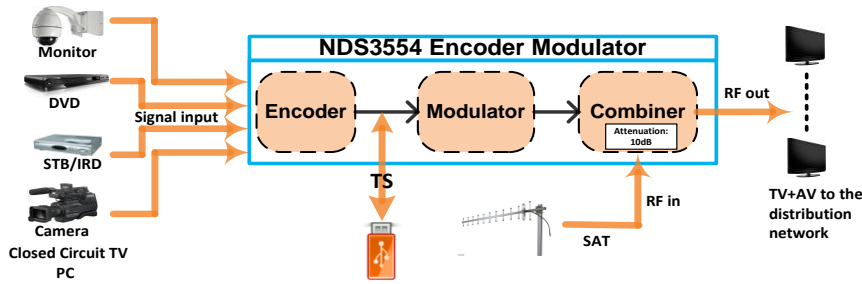 NDS3554 Encoder Modulator
Monitor
DVD
Signal input
STB/IRD
Camera
Closed Circuit TV
PC
Encoder
Modulator
Combiner
Attenuation:
10dB
TS
SAT
RF in
RF out
TV+AV to the
distribution
network